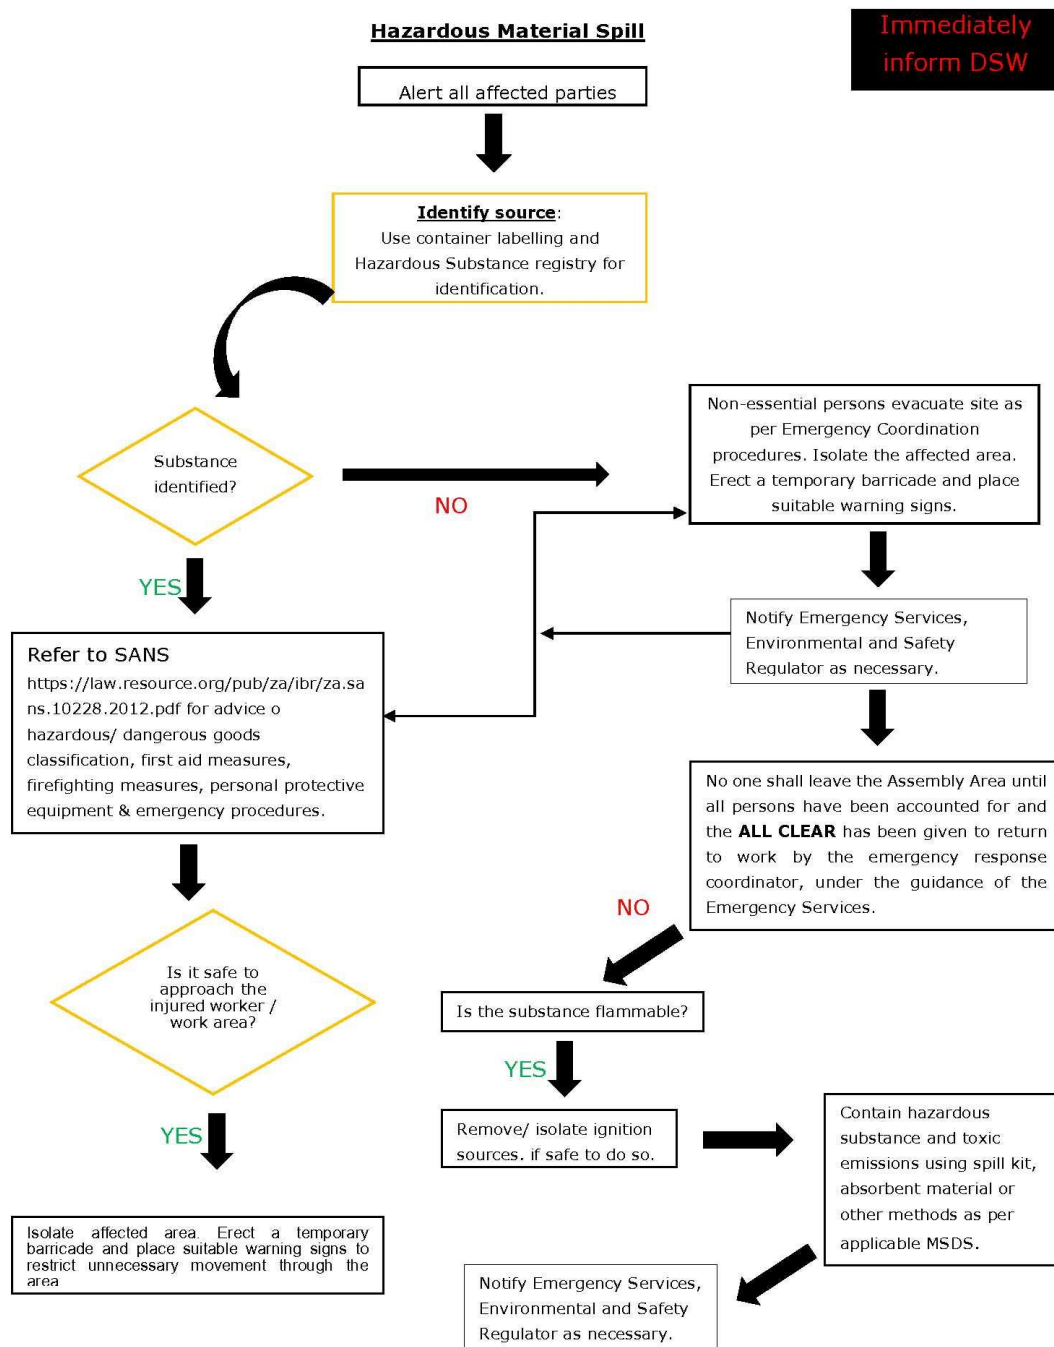 Hazardous Material Spill
Immediately
inform DSW
Alert all affected parties
Identify source:
Use container labelling and
Hazardous Substance registry for
identification.
Substance
identified?
NO
YES
Non-essential persons evacuate site as
per Emergency Coordination
procedures. Isolate the affected area.
Erect a temporary barricade and place
suitable warning signs.
Notify Emergency Services,
Environmental and Safety
Regulator as necessary.
Refer to SANS
https://law.resource.org/pub/za/ibr/za.sa
ns.10228.2012.pdf for advice o
hazardous/ dangerous goods
classification, first aid measures,
firefighting measures, personal protective
equipment & emergency procedures.
No one shall leave the Assembly Area until
all persons have been accounted for and
the ALL CLEAR has been given to return
to work by the emergency response
coordinator, under the guidance of the
Emergency Services.
NO
Is it safe to
approach the
injured worker /
work area?
YES
Isolate affected area. Erect a temporary
barricade and place suitable warning signs to
restrict unnecessary movement through the
area
Is the substance flammable?
YES
Remove/ isolate ignition
sources. if safe to do so.
Contain hazardous
substance and toxic
emissions using spill kit,
absorbent material or
other methods as per
applicable MSDS.
Notify Emergency Services,
Environmental and Safety
Regulator as necessary.